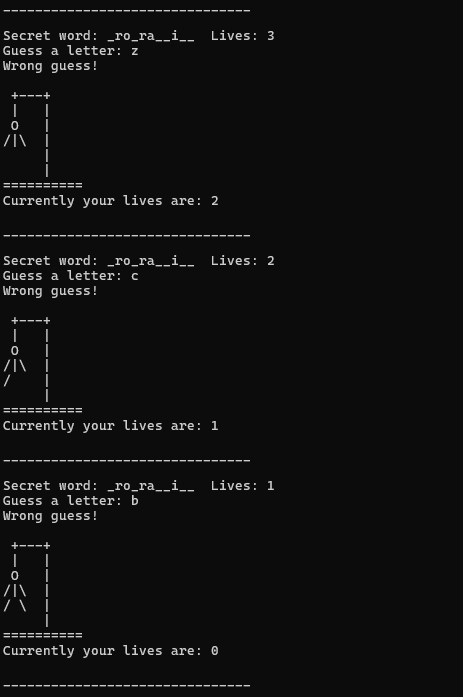 -------------------------------
Secret word: _ro_ra__i__  Lives: 3
Guess a letter: z
Wrong guess!
 +---+
 |   |
 O   |
/|\  |
     |
     |
==========
Currently your lives are: 2
-------------------------------
Secret word: _ro_ra__i__  Lives: 2
Guess a letter: c
Wrong guess!
 +---+
 |   |
 O   |
/|\  |
/    |
     |
==========
Currently your lives are: 1
-------------------------------
Secret word: _ro_ra__i__  Lives: 1
Guess a letter: b
Wrong guess!
 +---+
 |   |
 O   |
/|\  |
/ \  |
     |
==========
Currently your lives are: 0
-------------------------------